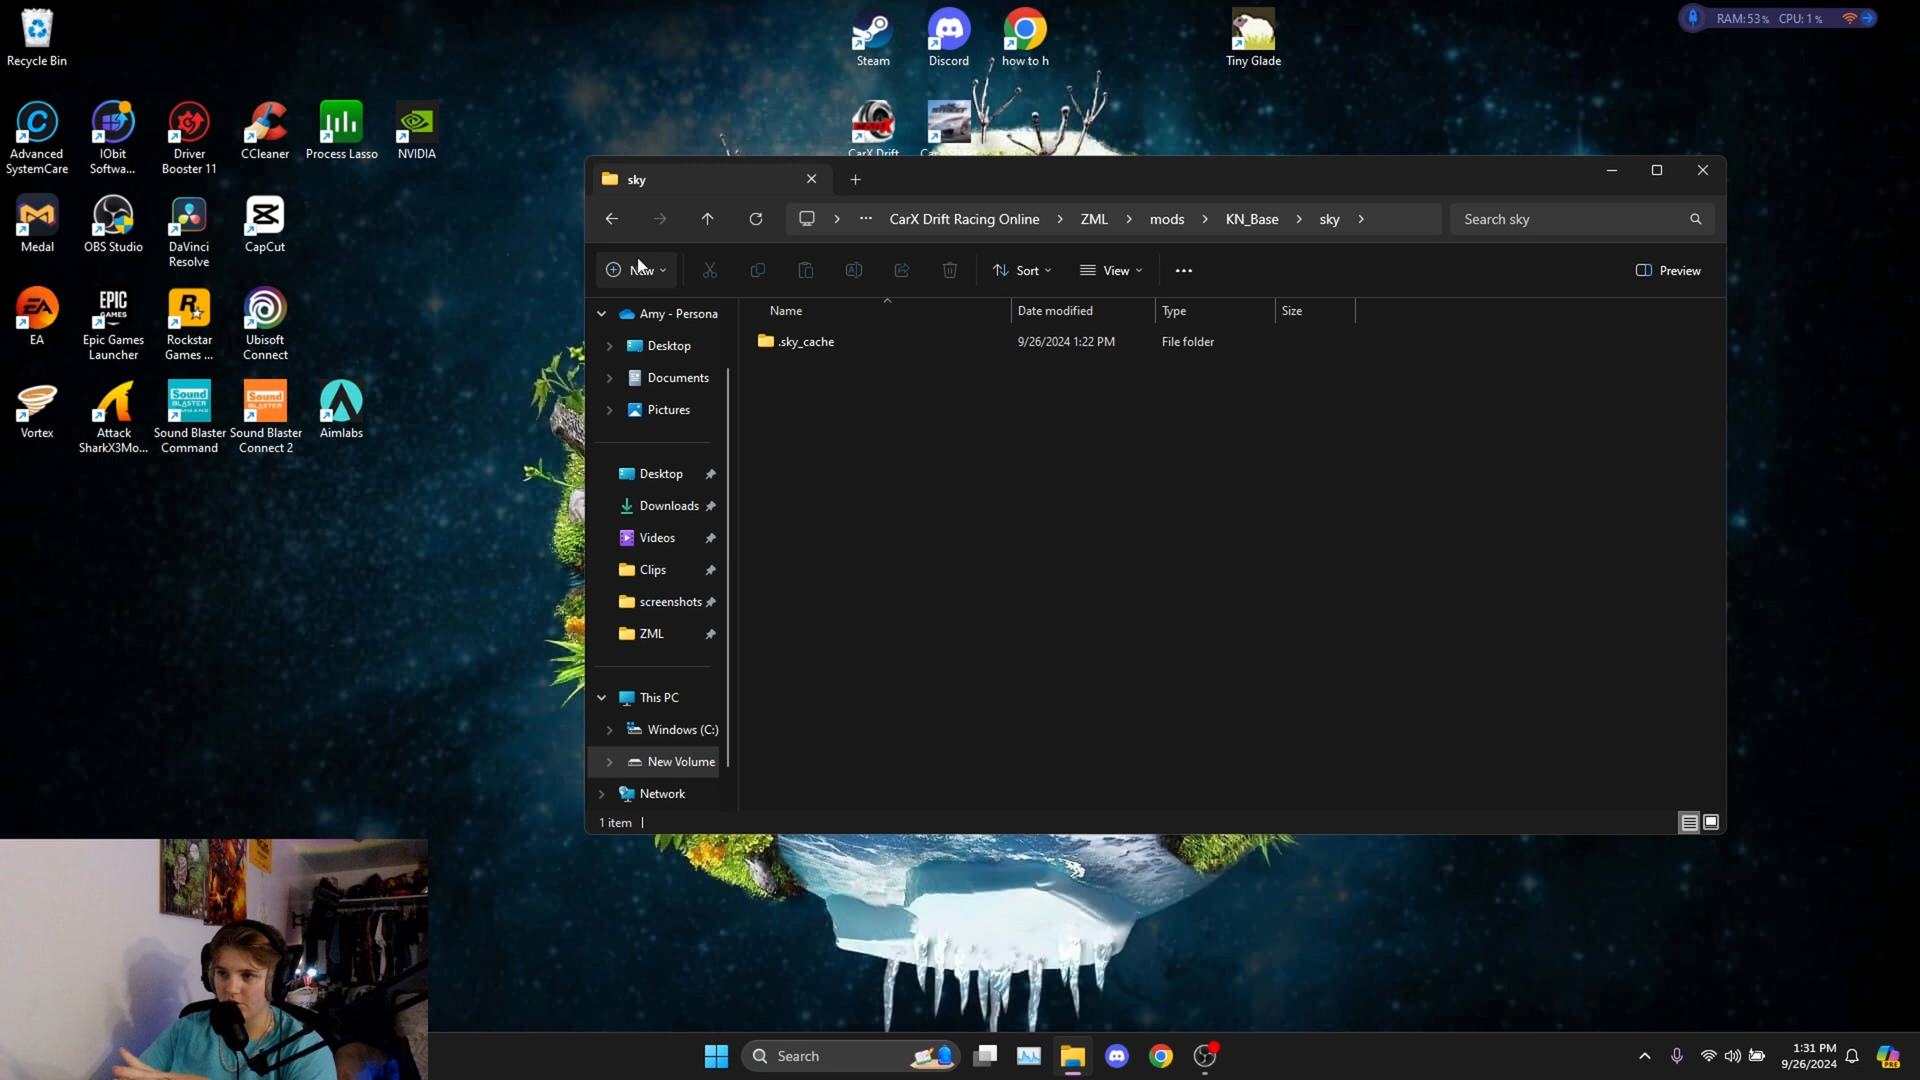 Recycle Bin
Steam
Discord
how to h
Tiny Glade
RAM:53% CPU: 1%
Advanced
SystemCare
IObit
Softwa...
Driver
Booster 11
CCleaner
Process Lasso
NVIDIA
CarX Drift
Medal
OBS Studio
DaVinci
Resolve
CapCut
EA
Epic Games
Launcher
Rockstar
Games ...
Ubisoft
Connect
Vortex
Attack
SharkX3Mo...
Sound Blaster
Command
Sound Blaster
Connect 2
Aimlabs
sky
CarX Drift Racing Online
ZML
mods
KN_Base
sky
Search sky
New
Sort
View
Preview
Name
Date modified
Type
Size
.sky_cache
9/26/2024 1:22 PM
File folder
Amy - Persona
Desktop
Documents
Pictures
Desktop
Downloads
Videos
Clips
screenshots
ZML
This PC
Windows (C:)
New Volume
Network
1 item
Search
1:31 PM
9/26/2024